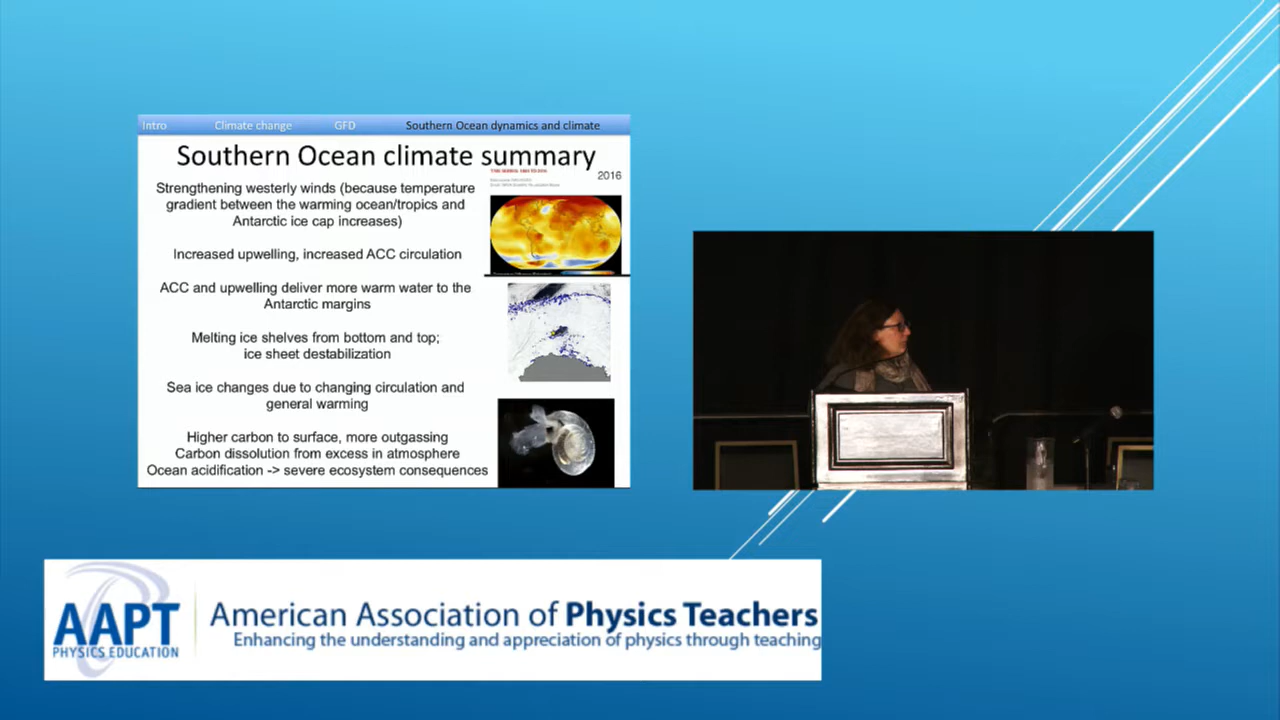 Intro Climate change GFD Southern Ocean dynamics and climate
Southern Ocean climate summary
2016
Strengthening westerly winds (because temperature
gradient between the warming ocean/tropics and
Antarctic ice cap increases)
Increased upwelling, increased ACC circulation
ACC and upwelling deliver more warm water to the
Antarctic margins
Melting ice shelves from bottom and top;
ice sheet destabilization
Sea ice changes due to changing circulation and
general warming
Higher carbon to surface, more outgassing
Carbon dissolution from excess in atmosphere
Ocean acidification -> severe ecosystem consequences
AAPT
PHYSICS EDUCATION
American Association of Physics Teachers
Enhancing the understanding and appreciation of physics through teaching